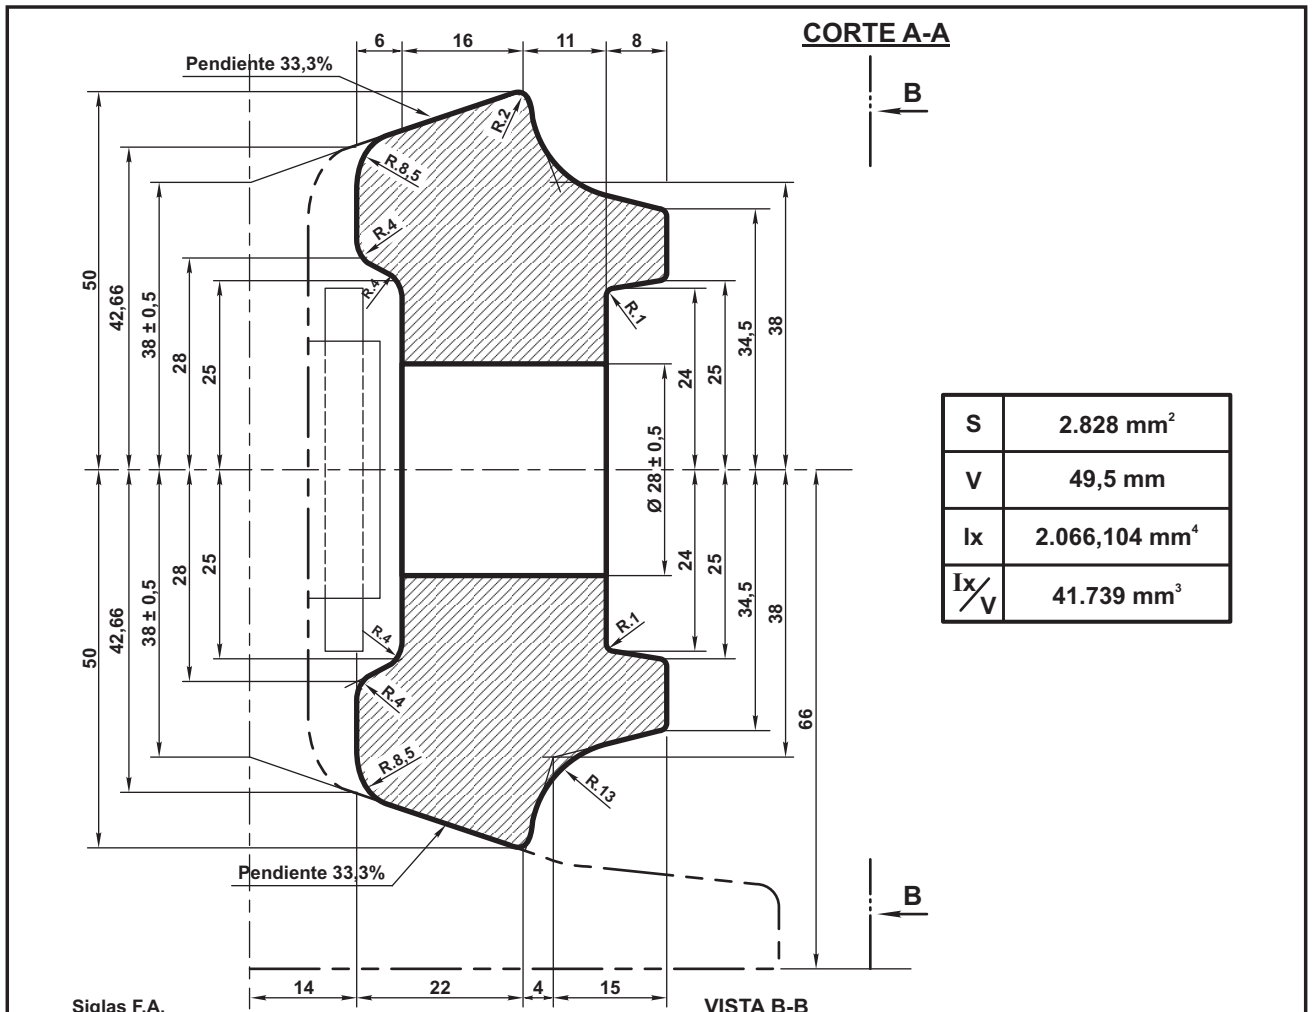 CORTE A-A
6
16
11
8
Pendiente 33,3%
B
R.2
R.8,5
R.4
R.4
R.1
50
42,66
38 ± 0,5
28
25
24
25
34,5
38
Ø 28 ± 0,5
S 2.828 mm²
V 49,5 mm
Ix 2.066,104 mm⁴
Ix/V 41.739 mm³
50
42,66
38 ± 0,5
28
25
24
25
34,5
38
66
R.4
R.1
R.4
R.8,5
R.13
Pendiente 33,3%
B
14
22
4
15
Siglas F.A.
VISTA B-B